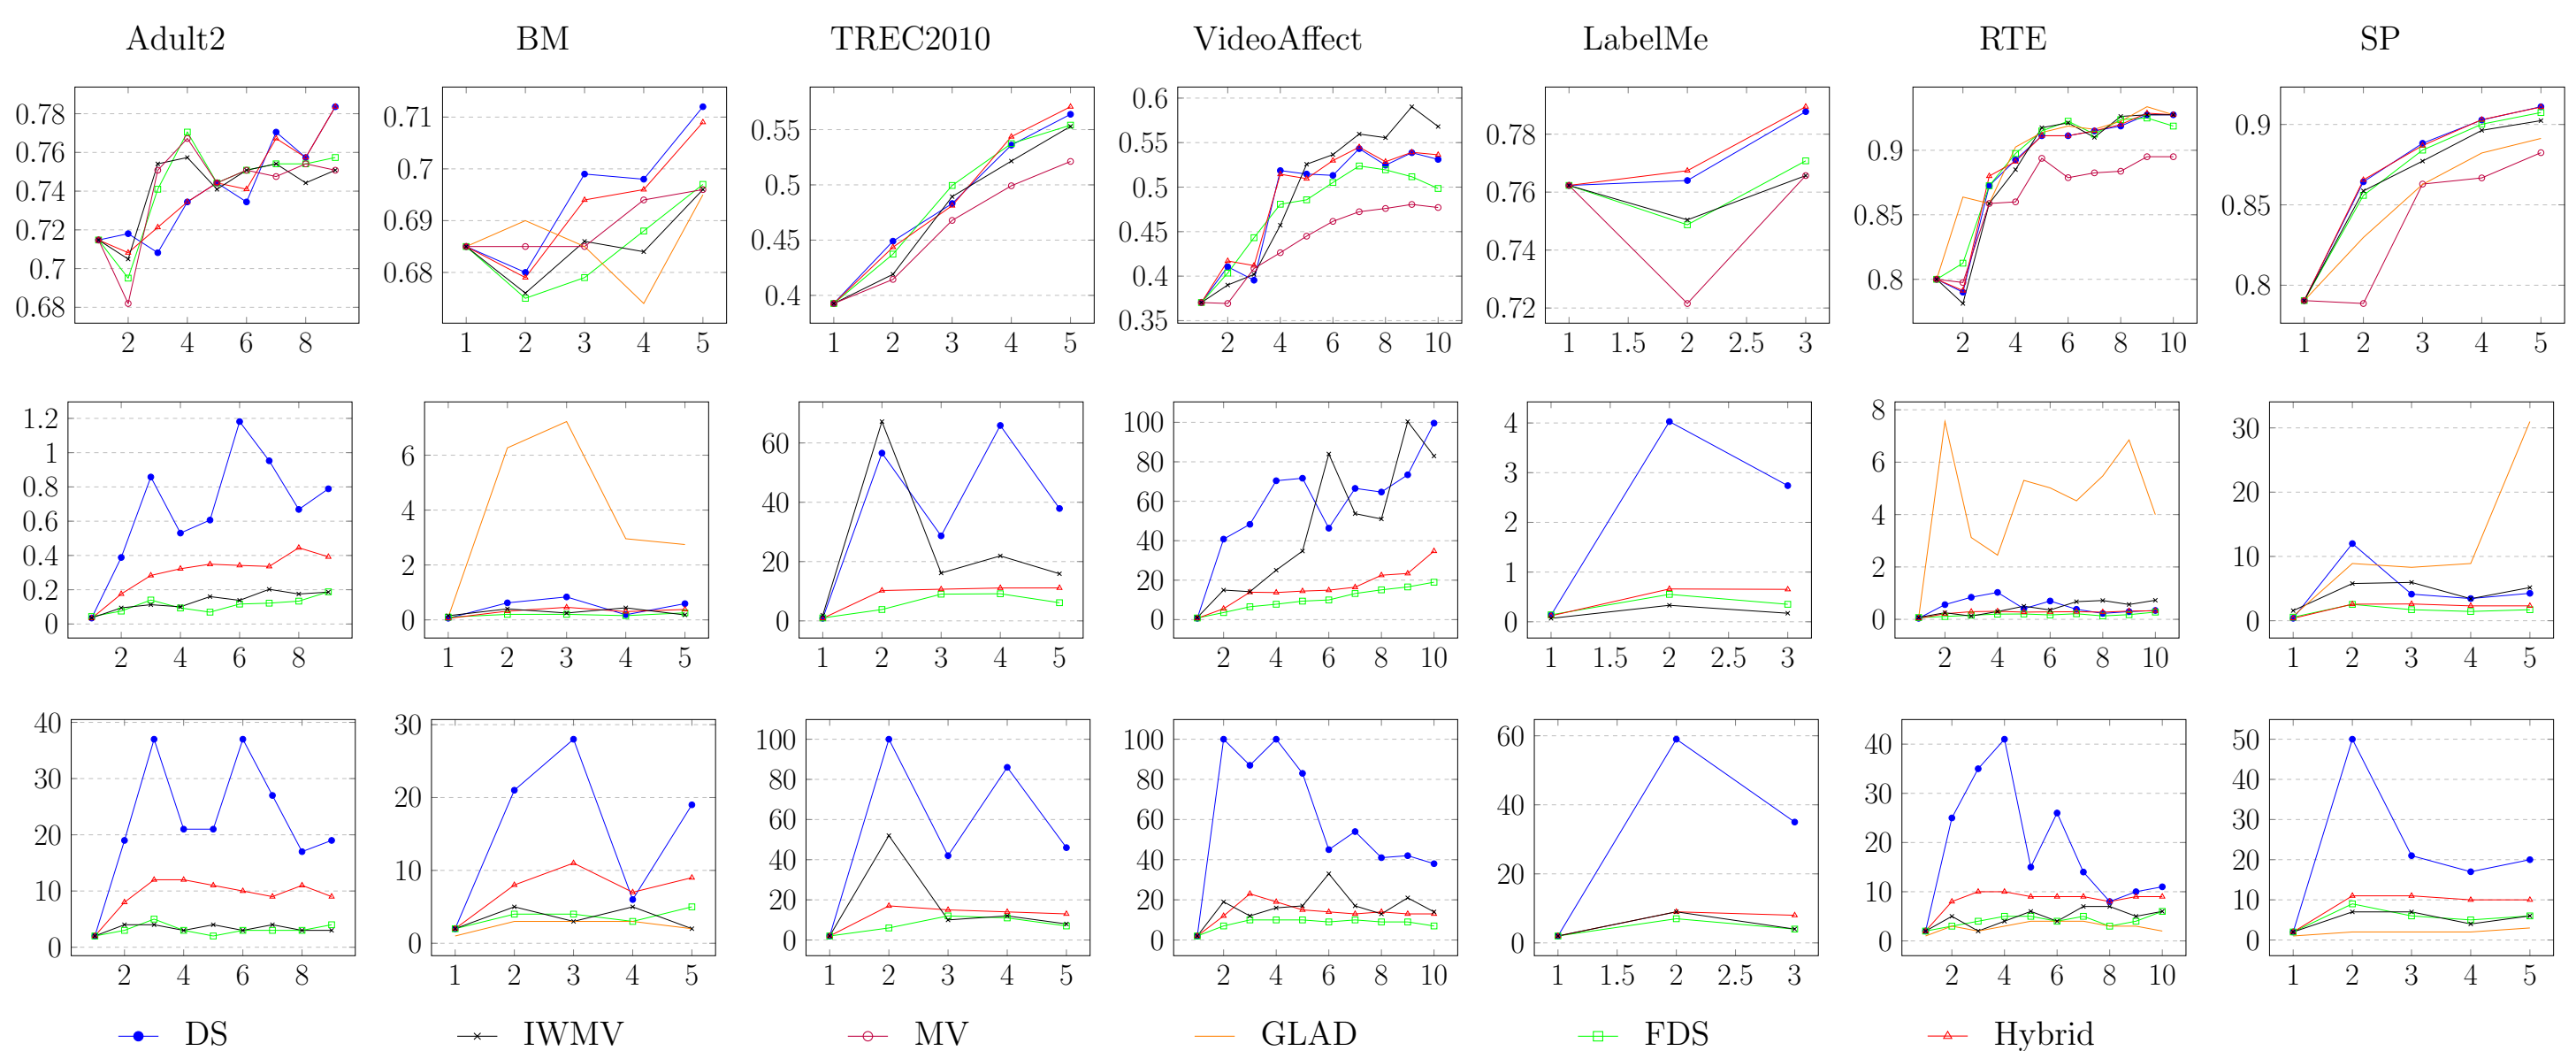 Adult2 BM TREC2010 VideoAffect LabelMe RTE SP
0.78 0.76 0.74 0.72 0.7 0.68
2 4 6 8
0.71 0.7 0.69 0.68
1 2 3 4 5
0.55 0.5 0.45 0.4
1 2 3 4 5
0.6 0.55 0.5 0.45 0.4 0.35
2 4 6 8 10
0.78 0.76 0.74 0.72
1 1.5 2 2.5 3
0.9 0.85 0.8
2 4 6 8 10
0.9 0.85 0.8
1 2 3 4 5
1.2 1 0.8 0.6 0.4 0.2 0
2 4 6 8
6 4 2 0
1 2 3 4 5
60 40 20 0
1 2 3 4 5
100 80 60 40 20 0
2 4 6 8 10
4 3 2 1 0
1 1.5 2 2.5 3
8 6 4 2 0
2 4 6 8 10
30 20 10 0
1 2 3 4 5
40 30 20 10 0
2 4 6 8
30 20 10 0
1 2 3 4 5
100 80 60 40 20 0
1 2 3 4 5
100 80 60 40 20 0
2 4 6 8 10
60 40 20 0
1 1.5 2 2.5 3
40 30 20 10 0
2 4 6 8 10
50 40 30 20 10 0
1 2 3 4 5
DS IWMV MV GLAD FDS Hybrid